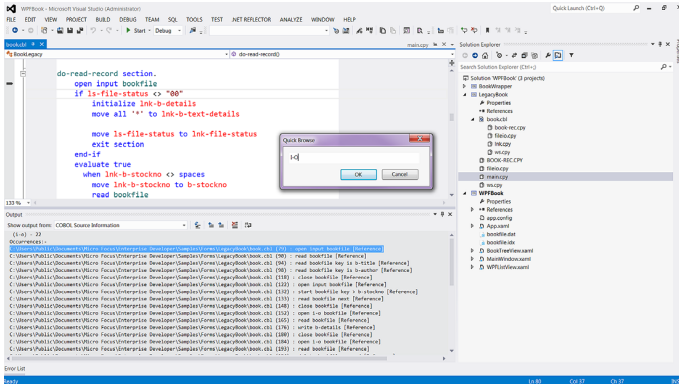 WPFBook - Microsoft Visual Studio (Administrator)
Quick Launch (Ctrl+Q)
FILE EDIT VIEW PROJECT BUILD DEBUG TEAM SQL TOOLS TEST .NET REFLECTOR ANALYZE WINDOW HELP
Start - Debug
book.cbl
main.cpy
BookLegacy
do-read-record()
do-read-record section.
open input bookfile
if ls-file-status <> "00"
initialize lnk-b-details
move all '*' to lnk-b-text-details
move ls-file-status to lnk-file-status
exit section
end-if
evaluate true
when lnk-b-stockno <> spaces
move lnk-b-stockno to b-stockno
read bookfile
133 %
Quick Browse
I-O
OK Cancel
Output
Show output from: COBOL Source Information
(i-o) - 22
Occurrences:-
C:\Users\Public\Documents\Micro Focus\Enterprise Developer\Samples\Forms\LegacyBook\book.cbl (79) : open input bookfile [Reference]
C:\Users\Public\Documents\Micro Focus\Enterprise Developer\Samples\Forms\LegacyBook\book.cbl (90) : read bookfile [Reference]
C:\Users\Public\Documents\Micro Focus\Enterprise Developer\Samples\Forms\LegacyBook\book.cbl (94) : read bookfile key is b-title [Reference]
C:\Users\Public\Documents\Micro Focus\Enterprise Developer\Samples\Forms\LegacyBook\book.cbl (98) : read bookfile key is b-author [Reference]
C:\Users\Public\Documents\Micro Focus\Enterprise Developer\Samples\Forms\LegacyBook\book.cbl (118) : close bookfile [Reference]
C:\Users\Public\Documents\Micro Focus\Enterprise Developer\Samples\Forms\LegacyBook\book.cbl (132) : open input bookfile [Reference]
C:\Users\Public\Documents\Micro Focus\Enterprise Developer\Samples\Forms\LegacyBook\book.cbl (132) : start bookfile key > b-stockno [Reference]
C:\Users\Public\Documents\Micro Focus\Enterprise Developer\Samples\Forms\LegacyBook\book.cbl (133) : read bookfile next [Reference]
C:\Users\Public\Documents\Micro Focus\Enterprise Developer\Samples\Forms\LegacyBook\book.cbl (148) : close bookfile [Reference]
C:\Users\Public\Documents\Micro Focus\Enterprise Developer\Samples\Forms\LegacyBook\book.cbl (152) : open i-o bookfile [Reference]
C:\Users\Public\Documents\Micro Focus\Enterprise Developer\Samples\Forms\LegacyBook\book.cbl (165) : read bookfile [Reference]
C:\Users\Public\Documents\Micro Focus\Enterprise Developer\Samples\Forms\LegacyBook\book.cbl (176) : write b-details [Reference]
C:\Users\Public\Documents\Micro Focus\Enterprise Developer\Samples\Forms\LegacyBook\book.cbl (180) : close bookfile [Reference]
C:\Users\Public\Documents\Micro Focus\Enterprise Developer\Samples\Forms\LegacyBook\book.cbl (184) : open i-o bookfile [Reference]
C:\Users\Public\Documents\Micro Focus\Enterprise Developer\Samples\Forms\LegacyBook\book.cbl (193) : read bookfile [Reference]
Solution Explorer
Search Solution Explorer (Ctrl+;)
Solution 'WPFBook' (3 projects)
BookWrapper
LegacyBook
Properties
References
book.cbl
book-rec.cpy
fileio.cpy
lnk.cpy
ws.cpy
BOOK-REC.CPY
fileio.cpy
main.cpy
ws.cpy
WPFBook
Properties
References
app.config
App.xaml
bookfile.dat
bookfile.idx
BookTreeView.xaml
MainWindow.xaml
WPFListView.xaml
Error List
Ready
Ln 80 Col 37 Ch 37 INS